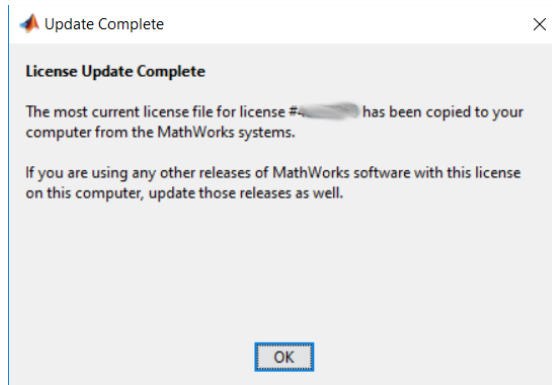 Update Complete
License Update Complete
The most current license file for license # has been copied to your
computer from the MathWorks systems.
If you are using any other releases of MathWorks software with this license
on this computer, update those releases as well.
OK